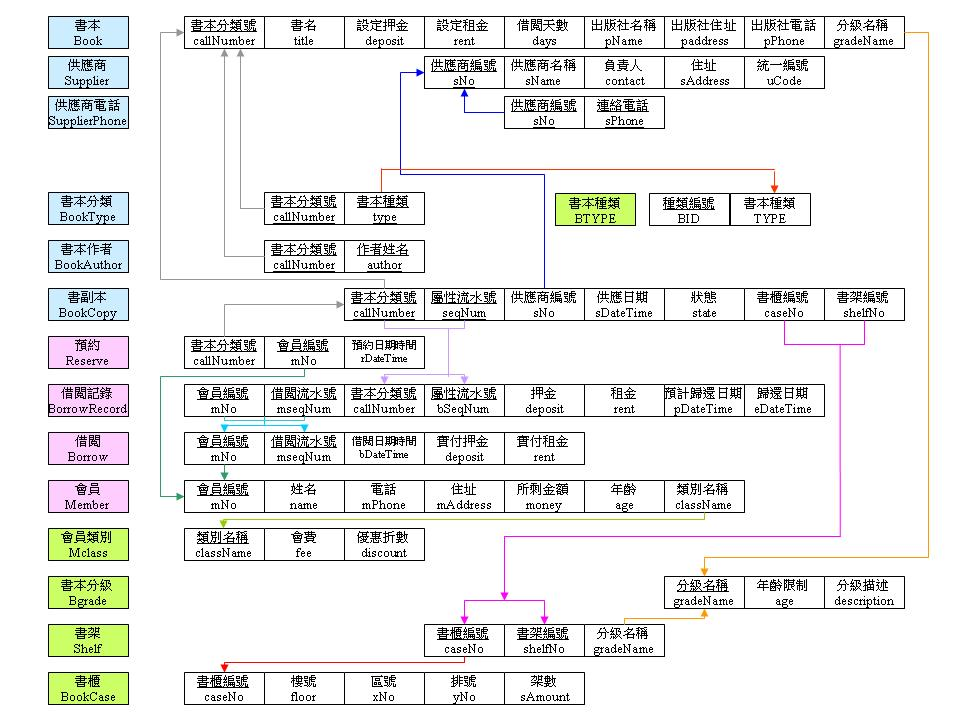 書本 書本分類號 書名 設定押金 設定租金 借閱天數 出版社名稱 出版社住址 出版社電話 分級名稱
Book callNumber title deposit rent days pName paddress pPhone gradeName
供應商 供應商編號 供應商名稱 負責人 住址 統一編號
Supplier sNo sName contact sAddress uCode
供應商電話 供應商編號 連絡電話
SupplierPhone sNo sPhone
書本分類 書本分類號 書本種類 書本種類 種類編號 書本種類
BookType callNumber type BTYPE BID TYPE
書本作者 書本分類號 作者姓名
BookAuthor callNumber author
書副本 書本分類號 屬性流水號 供應商編號 供應日期 狀態 書櫃編號 書架編號
BookCopy callNumber seqNum sNo sDateTime state caseNo shelfNo
預約 書本分類號 會員編號 預約日期時間
Reserve callNumber mNo rDateTime
借閱記錄 會員編號 借閱流水號 書本分類號 屬性流水號 押金 租金 預計歸還日期 歸還日期
BorrowRecord mNo mseqNum callNumber bSeqNum deposit rent pDateTime eDateTime
借閱 會員編號 借閱流水號 借閱日期時間 實付押金 實付租金
Borrow mNo mseqNum bDateTime deposit rent
會員 會員編號 姓名 電話 住址 所剩金額 年齡 類別名稱
Member mNo name mPhone mAddress money age className
會員類別 類別名稱 會費 優惠折數
Mclass className fee discount
書本分級 分級名稱 年齡限制 分級描述
Bgrade gradeName age description
書架 書櫃編號 書架編號 分級名稱
Shelf caseNo shelfNo gradeName
書櫃 書櫃編號 樓號 區號 排號 架數
BookCase caseNo floor xNo yNo sAmount